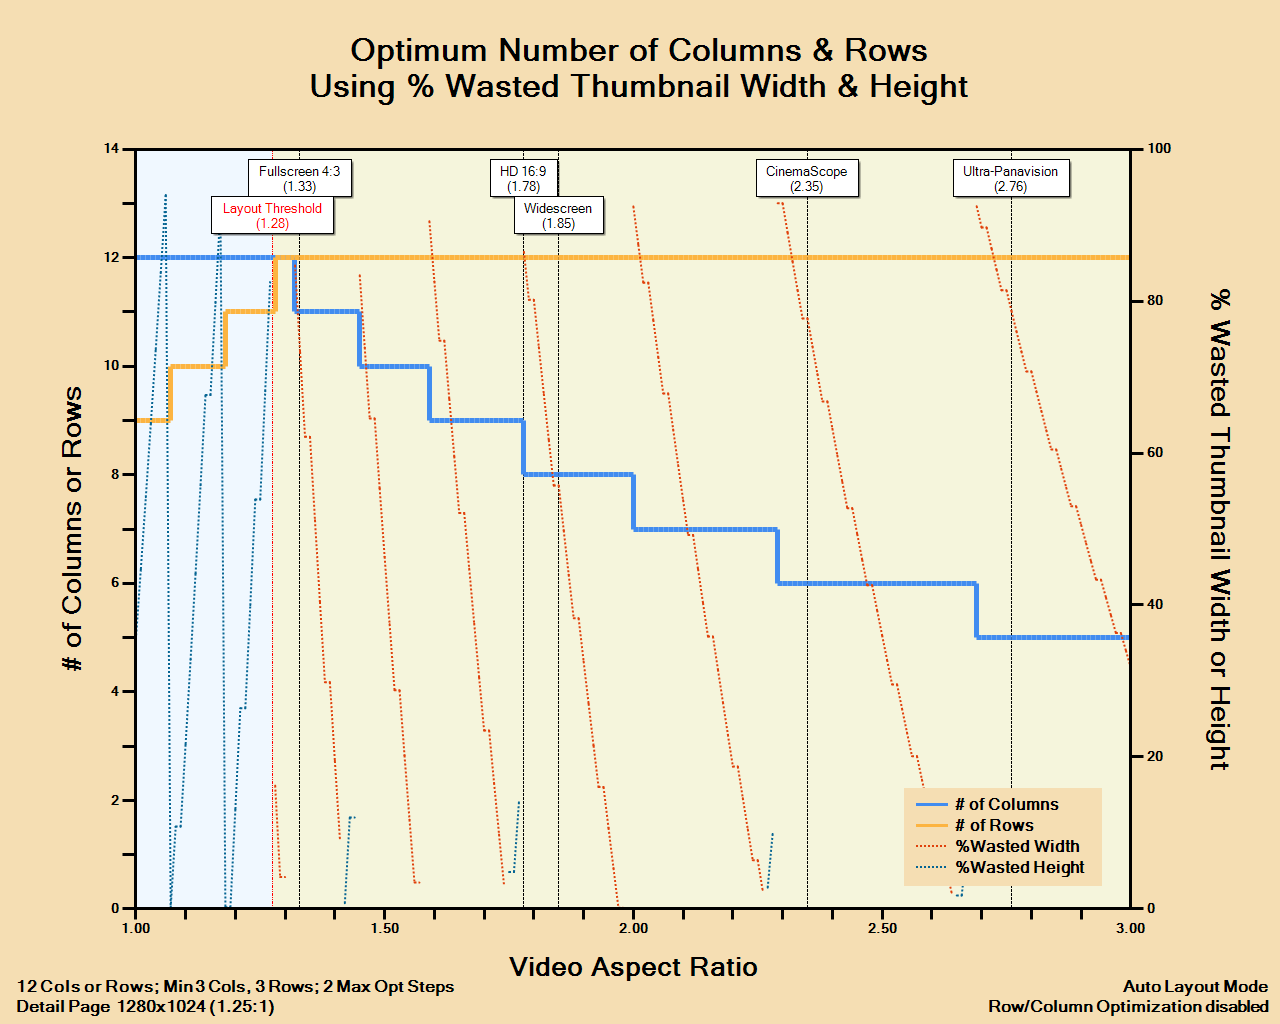 Optimum Number of Columns & Rows
Using % Wasted Thumbnail Width & Height
14
12
10
8
6
4
2
0
# of Columns or Rows
100
80
60
40
20
0
% Wasted Thumbnail Width or Height
Fullscreen 4:3
(1.33)
Layout Threshold
(1.28)
HD 16:9
(1.78)
Widescreen
(1.85)
CinemaScope
(2.35)
Ultra-Panavision
(2.76)
# of Columns
# of Rows
%Wasted Width
%Wasted Height
1.00
1.50
2.00
2.50
3.00
Video Aspect Ratio
12 Cols or Rows; Min 3 Cols, 3 Rows; 2 Max Opt Steps
Detail Page 1280x1024 (1.25:1)
Auto Layout Mode
Row/Column Optimization disabled